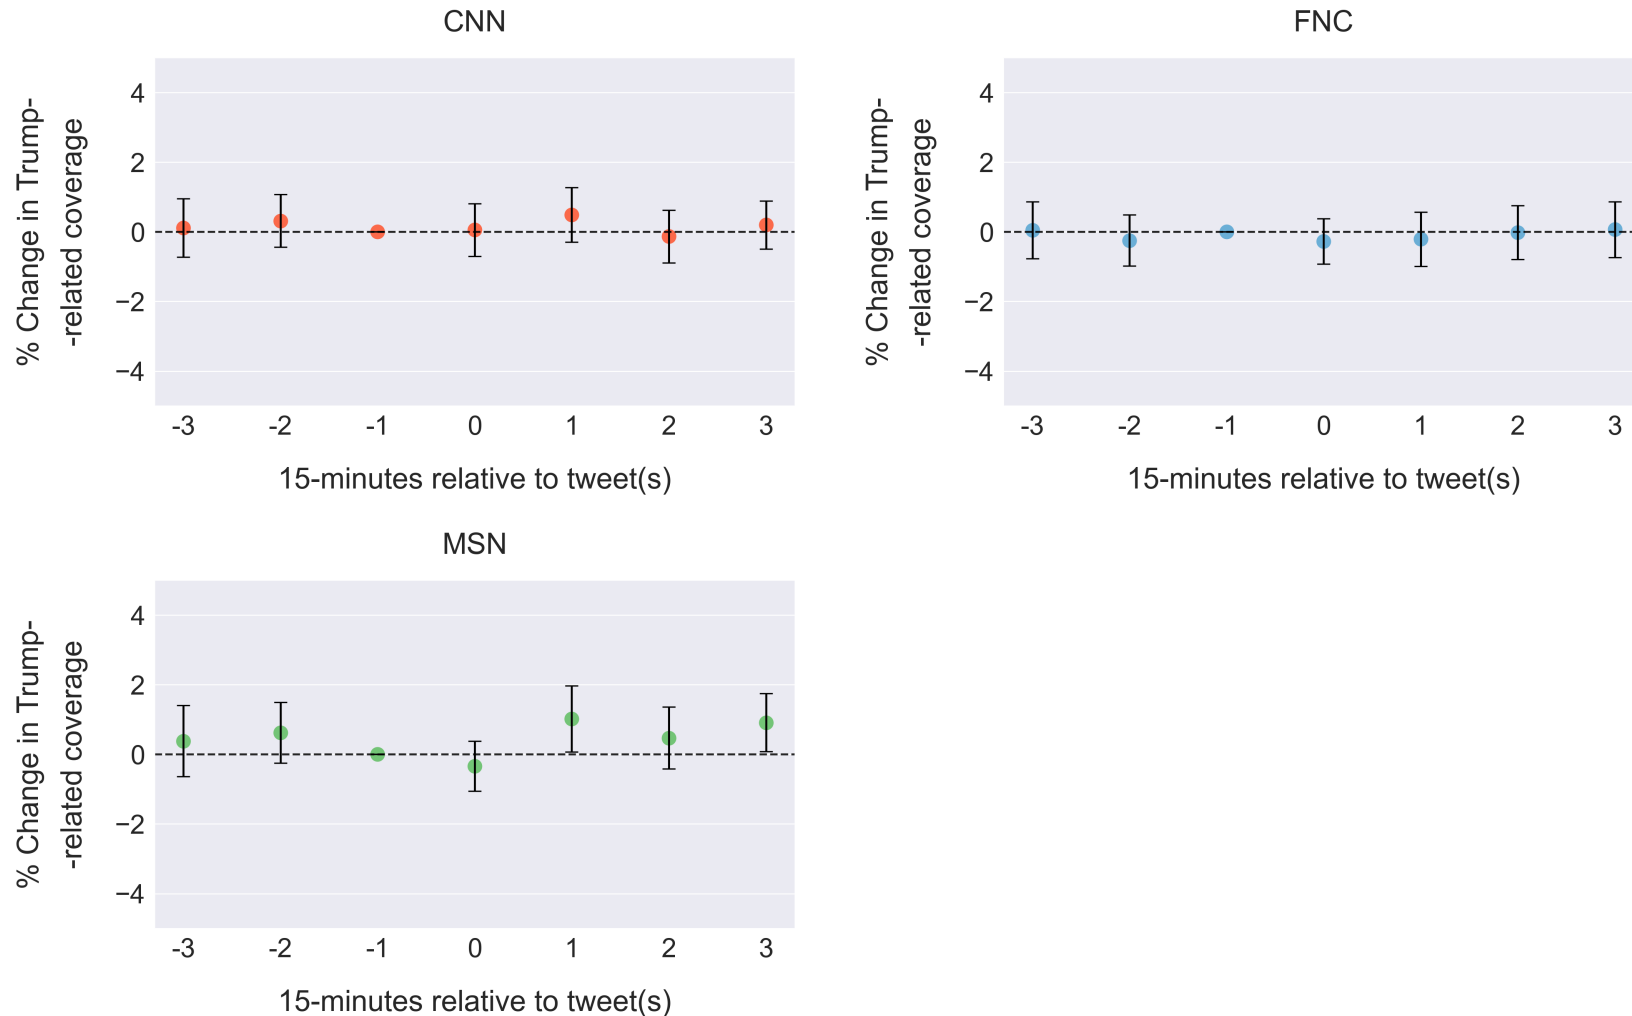 CNN
% Change in Trump-
-related coverage
4
2
0
−2
−4
-3 -2 -1 0 1 2 3
15-minutes relative to tweet(s)
FNC
% Change in Trump-
-related coverage
4
2
0
−2
−4
-3 -2 -1 0 1 2 3
15-minutes relative to tweet(s)
MSN
% Change in Trump-
-related coverage
4
2
0
−2
−4
-3 -2 -1 0 1 2 3
15-minutes relative to tweet(s)